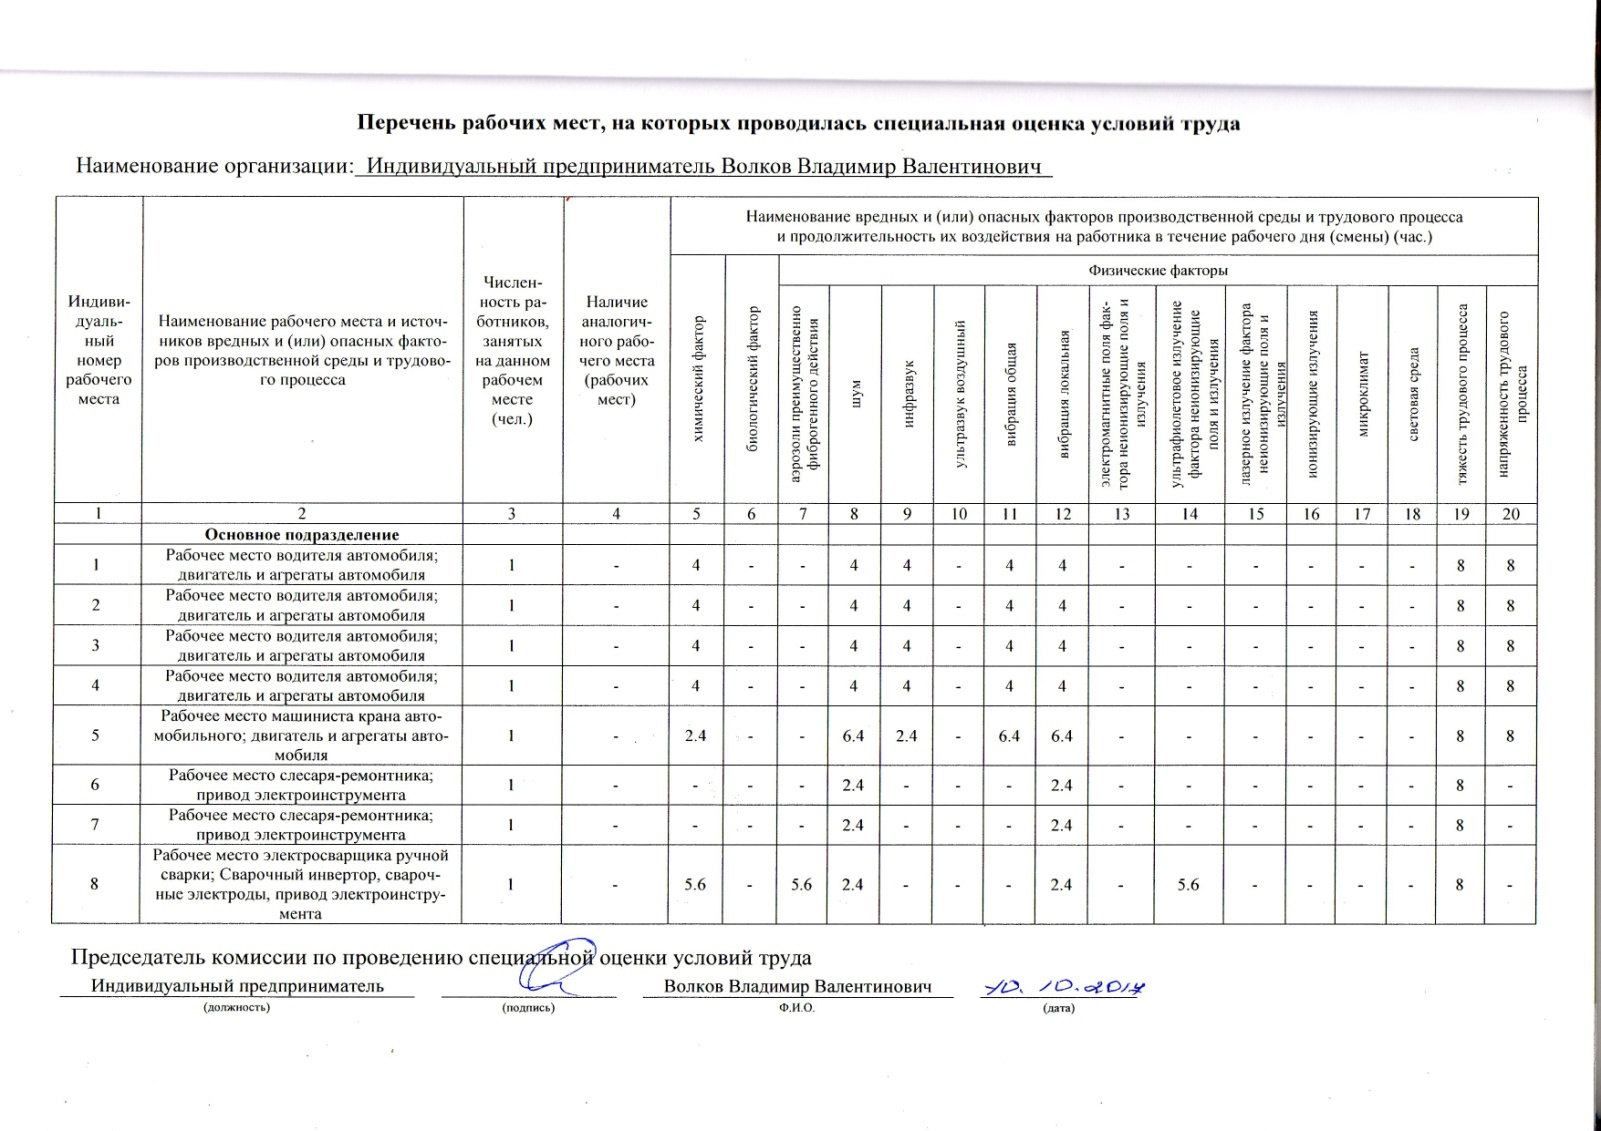 Перечень рабочих мест, на которых проводилась специальная оценка условий труда
Наименование организации: Индивидуальный предприниматель Волков Владимир Валентинович
Индиви-
дуаль-
ный
номер
рабочего
места
Наименование рабочего места и источ-
ников вредных и (или) опасных факто-
ров производственной среды и трудово-
го процесса
Числен-
ность ра-
ботников,
занятых
на данном
рабочем
месте
(чел.)
Наличие
аналогич-
ного рабо-
чего места
(рабочих
мест)
Наименование вредных и (или) опасных факторов производственной среды и трудового процесса
и продолжительность их воздействия на работника в течение рабочего дня (смены) (час.)
химический фактор
биологический фактор
Физические факторы
аэрозоли преимущественно
фиброгенного действия
шум
инфразвук
ультразвук воздушный
вибрация общая
вибрация локальная
электромагнитные поля фак-
тора неионизирующие поля и
излучения
ультрафиолетовое излучение
фактора неионизирующие
поля и излучения
лазерное излучение фактора
неионизирующие поля и
излучения
ионизирующие излучения
микроклимат
световая среда
тяжесть трудового процесса
напряженность трудового
процесса
1 2 3 4 5 6 7 8 9 10 11 12 13 14 15 16 17 18 19 20
Основное подразделение
1 Рабочее место водителя автомобиля;
двигатель и агрегаты автомобиля 1 - 4 - - 4 4 - 4 4 - - - - - - 8 8
2 Рабочее место водителя автомобиля;
двигатель и агрегаты автомобиля 1 - 4 - - 4 4 - 4 4 - - - - - - 8 8
3 Рабочее место водителя автомобиля;
двигатель и агрегаты автомобиля 1 - 4 - - 4 4 - 4 4 - - - - - - 8 8
4 Рабочее место водителя автомобиля;
двигатель и агрегаты автомобиля 1 - 4 - - 4 4 - 4 4 - - - - - - 8 8
5 Рабочее место машиниста крана авто-
мобильного; двигатель и агрегаты авто-
мобиля 1 - 2.4 - - 6.4 2.4 - 6.4 6.4 - - - - - - 8 8
6 Рабочее место слесаря-ремонтника;
привод электроинструмента 1 - - - - 2.4 - - - 2.4 - - - - - - 8 -
7 Рабочее место слесаря-ремонтника;
привод электроинструмента 1 - - - - 2.4 - - - 2.4 - - - - - - 8 -
8 Рабочее место электросварщика ручной
сварки; Сварочный инвертор, свароч-
ные электроды, привод электроинстру-
мента 1 - 5.6 - 5.6 2.4 - - - 2.4 - 5.6 - - - - 8 -
Председатель комиссии по проведению специальной оценки условий труда
Индивидуальный предприниматель Волков Владимир Валентинович 10.10.2017
(должность) (подпись) Ф.И.О. (дата)